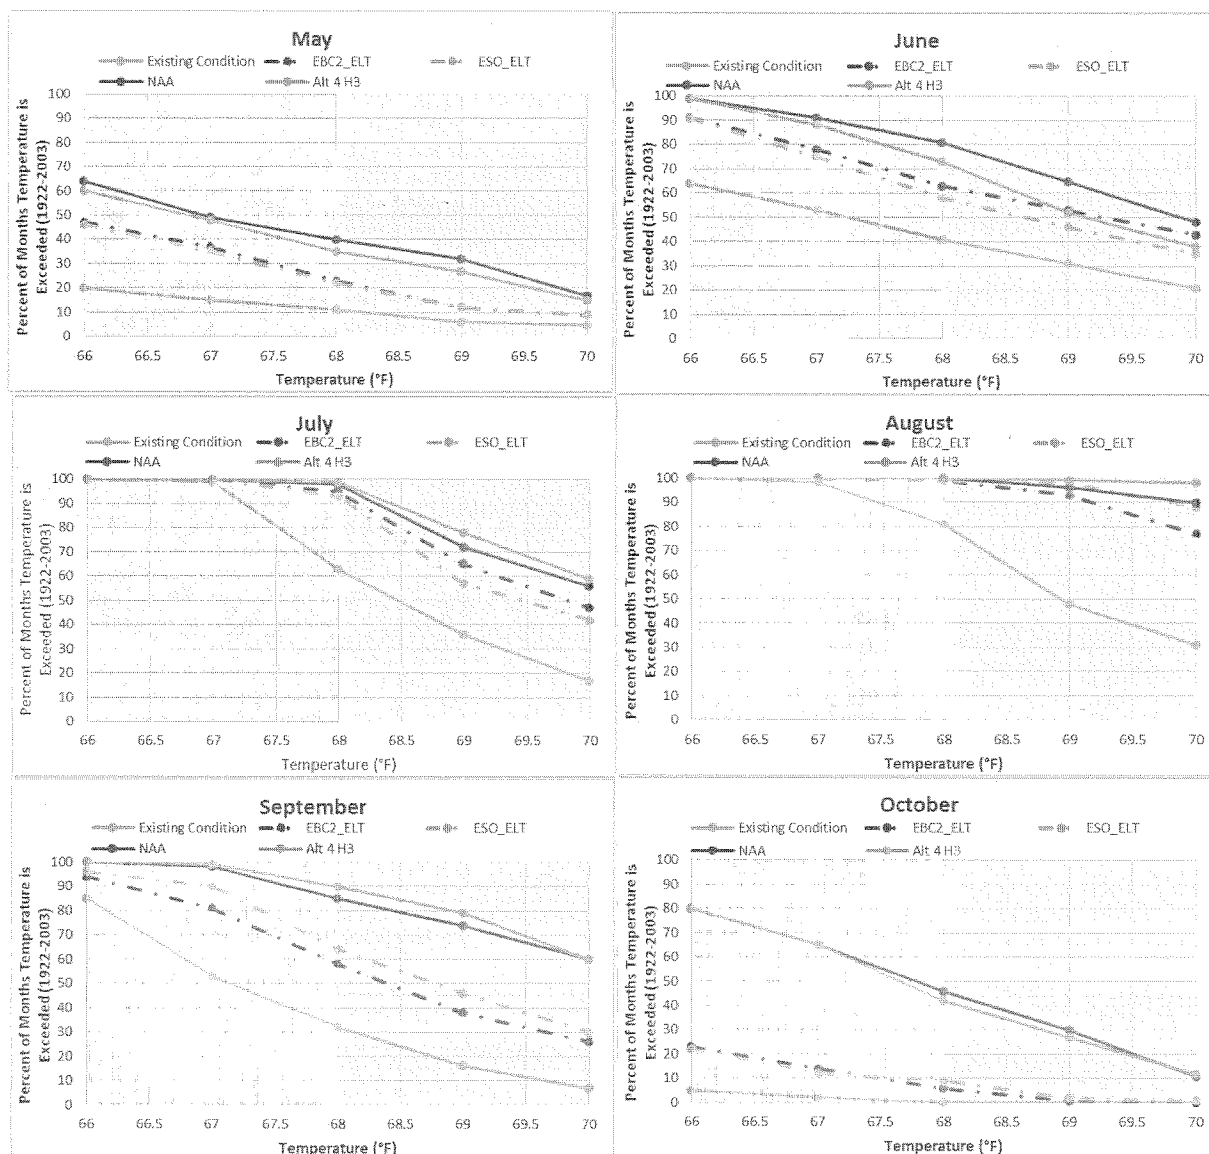 May
Existing Condition EBC2_ELT ESO_ELT
NAA Alt 4 H3
Percent of Months Temperature is
Exceeded (1922-2003)
100
90
80
70
60
50
40
30
20
10
0
66 66.5 67 67.5 68 68.5 69 69.5 70
Temperature (°F)
June
Existing Condition EBC2_ELT ESO_ELT
NAA Alt 4 H3
Percent of Months Temperature is
Exceeded (1922-2003)
100
90
80
70
60
50
40
30
20
10
0
66 66.5 67 67.5 68 68.5 69 69.5 70
Temperature (°F)
July
Existing Condition EBC2_ELT ESO_ELT
NAA Alt 4 H3
Percent of Months Temperature is
Exceeded (1922-2003)
100
90
80
70
60
50
40
30
20
10
0
66 66.5 67 67.5 68 68.5 69 69.5 70
Temperature (°F)
August
Existing Condition EBC2_ELT ESO_ELT
NAA Alt 4 H3
Percent of Months Temperature is
Exceeded (1922-2003)
100
90
80
70
60
50
40
30
20
10
0
66 66.5 67 67.5 68 68.5 69 69.5 70
Temperature (°F)
September
Existing Condition EBC2_ELT ESO_ELT
NAA Alt 4 H3
Percent of Months Temperature is
Exceeded (1922-2003)
100
90
80
70
60
50
40
30
20
10
0
66 66.5 67 67.5 68 68.5 69 69.5 70
Temperature (°F)
October
Existing Condition EBC2_ELT ESO_ELT
NAA Alt 4 H3
Percent of Months Temperature is
Exceeded (1922-2003)
100
90
80
70
60
50
40
30
20
10
0
66 66.5 67 67.5 68 68.5 69 69.5 70
Temperature (°F)